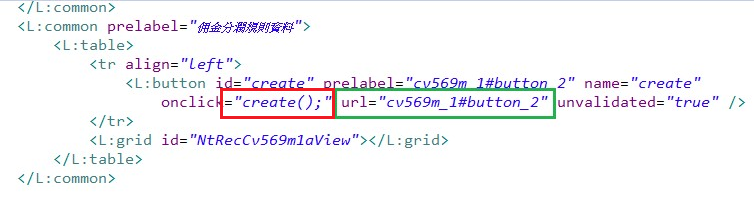 </L:common>
<L:common prelabel="佣金分潤規則資料">
<L:table>
<tr align="left">
<L:button id="create" prelabel="cv569m_1#button_2" name="create"
onclick="create();" url="cv569m_1#button_2" unvalidated="true" />
</tr>
<L:grid id="NtRecCv569m1aView"></L:grid>
</L:table>
</L:common>